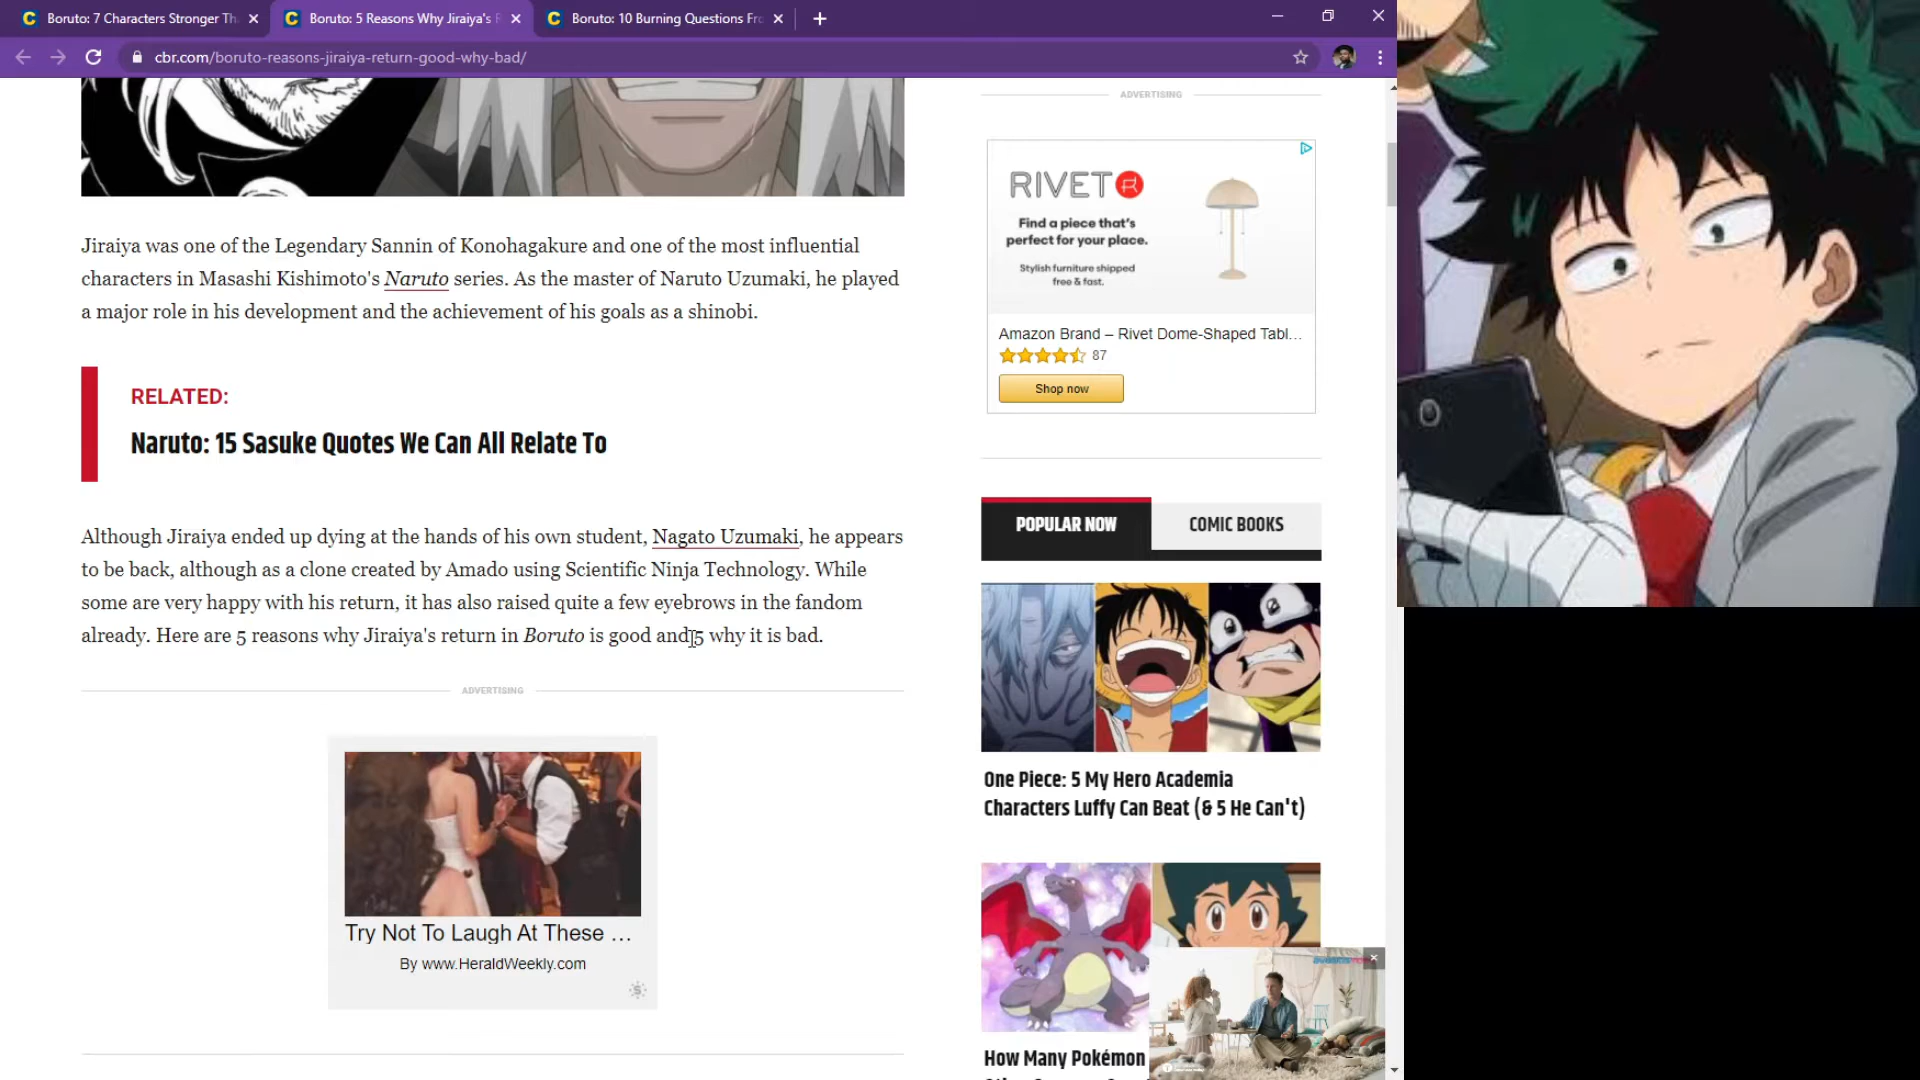 Boruto: 7 Characters Stronger Th
Boruto: 5 Reasons Why Jiraiya's R
Boruto: 10 Burning Questions Fro
cbr.com/boruto-reasons-jiraiya-return-good-why-bad/
Jiraiya was one of the Legendary Sannin of Konohagakure and one of the most influential
characters in Masashi Kishimoto's Naruto series. As the master of Naruto Uzumaki, he played
a major role in his development and the achievement of his goals as a shinobi.
RELATED:
Naruto: 15 Sasuke Quotes We Can All Relate To
Although Jiraiya ended up dying at the hands of his own student, Nagato Uzumaki, he appears
to be back, although as a clone created by Amado using Scientific Ninja Technology. While
some are very happy with his return, it has also raised quite a few eyebrows in the fandom
already. Here are 5 reasons why Jiraiya's return in Boruto is good and 5 why it is bad.
ADVERTISING
Try Not To Laugh At These ...
By www.HeraldWeekly.com
ADVERTISING
RIVET R
Find a piece that's
perfect for your place.
Stylish furniture shipped
free & fast.
Amazon Brand – Rivet Dome-Shaped Tabl...
87
Shop now
POPULAR NOW
COMIC BOOKS
One Piece: 5 My Hero Academia
Characters Luffy Can Beat (& 5 He Can't)
How Many Pokémon